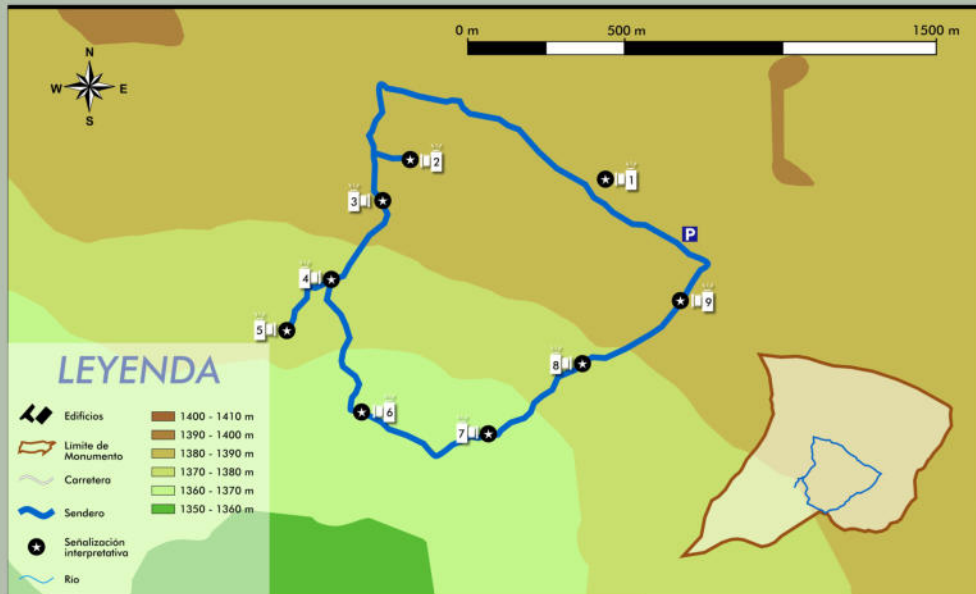 0 m 500 m 1500 m
N
W E
S
2
1
3
P
4
9
5
8
6
7
LEYENDA
Edifícios
Límite de
Monumento
Carretera
Sendero
Señalización
interpretativa
Río
1400 - 1410 m
1390 - 1400 m
1380 - 1390 m
1370 - 1380 m
1360 - 1370 m
1350 - 1360 m